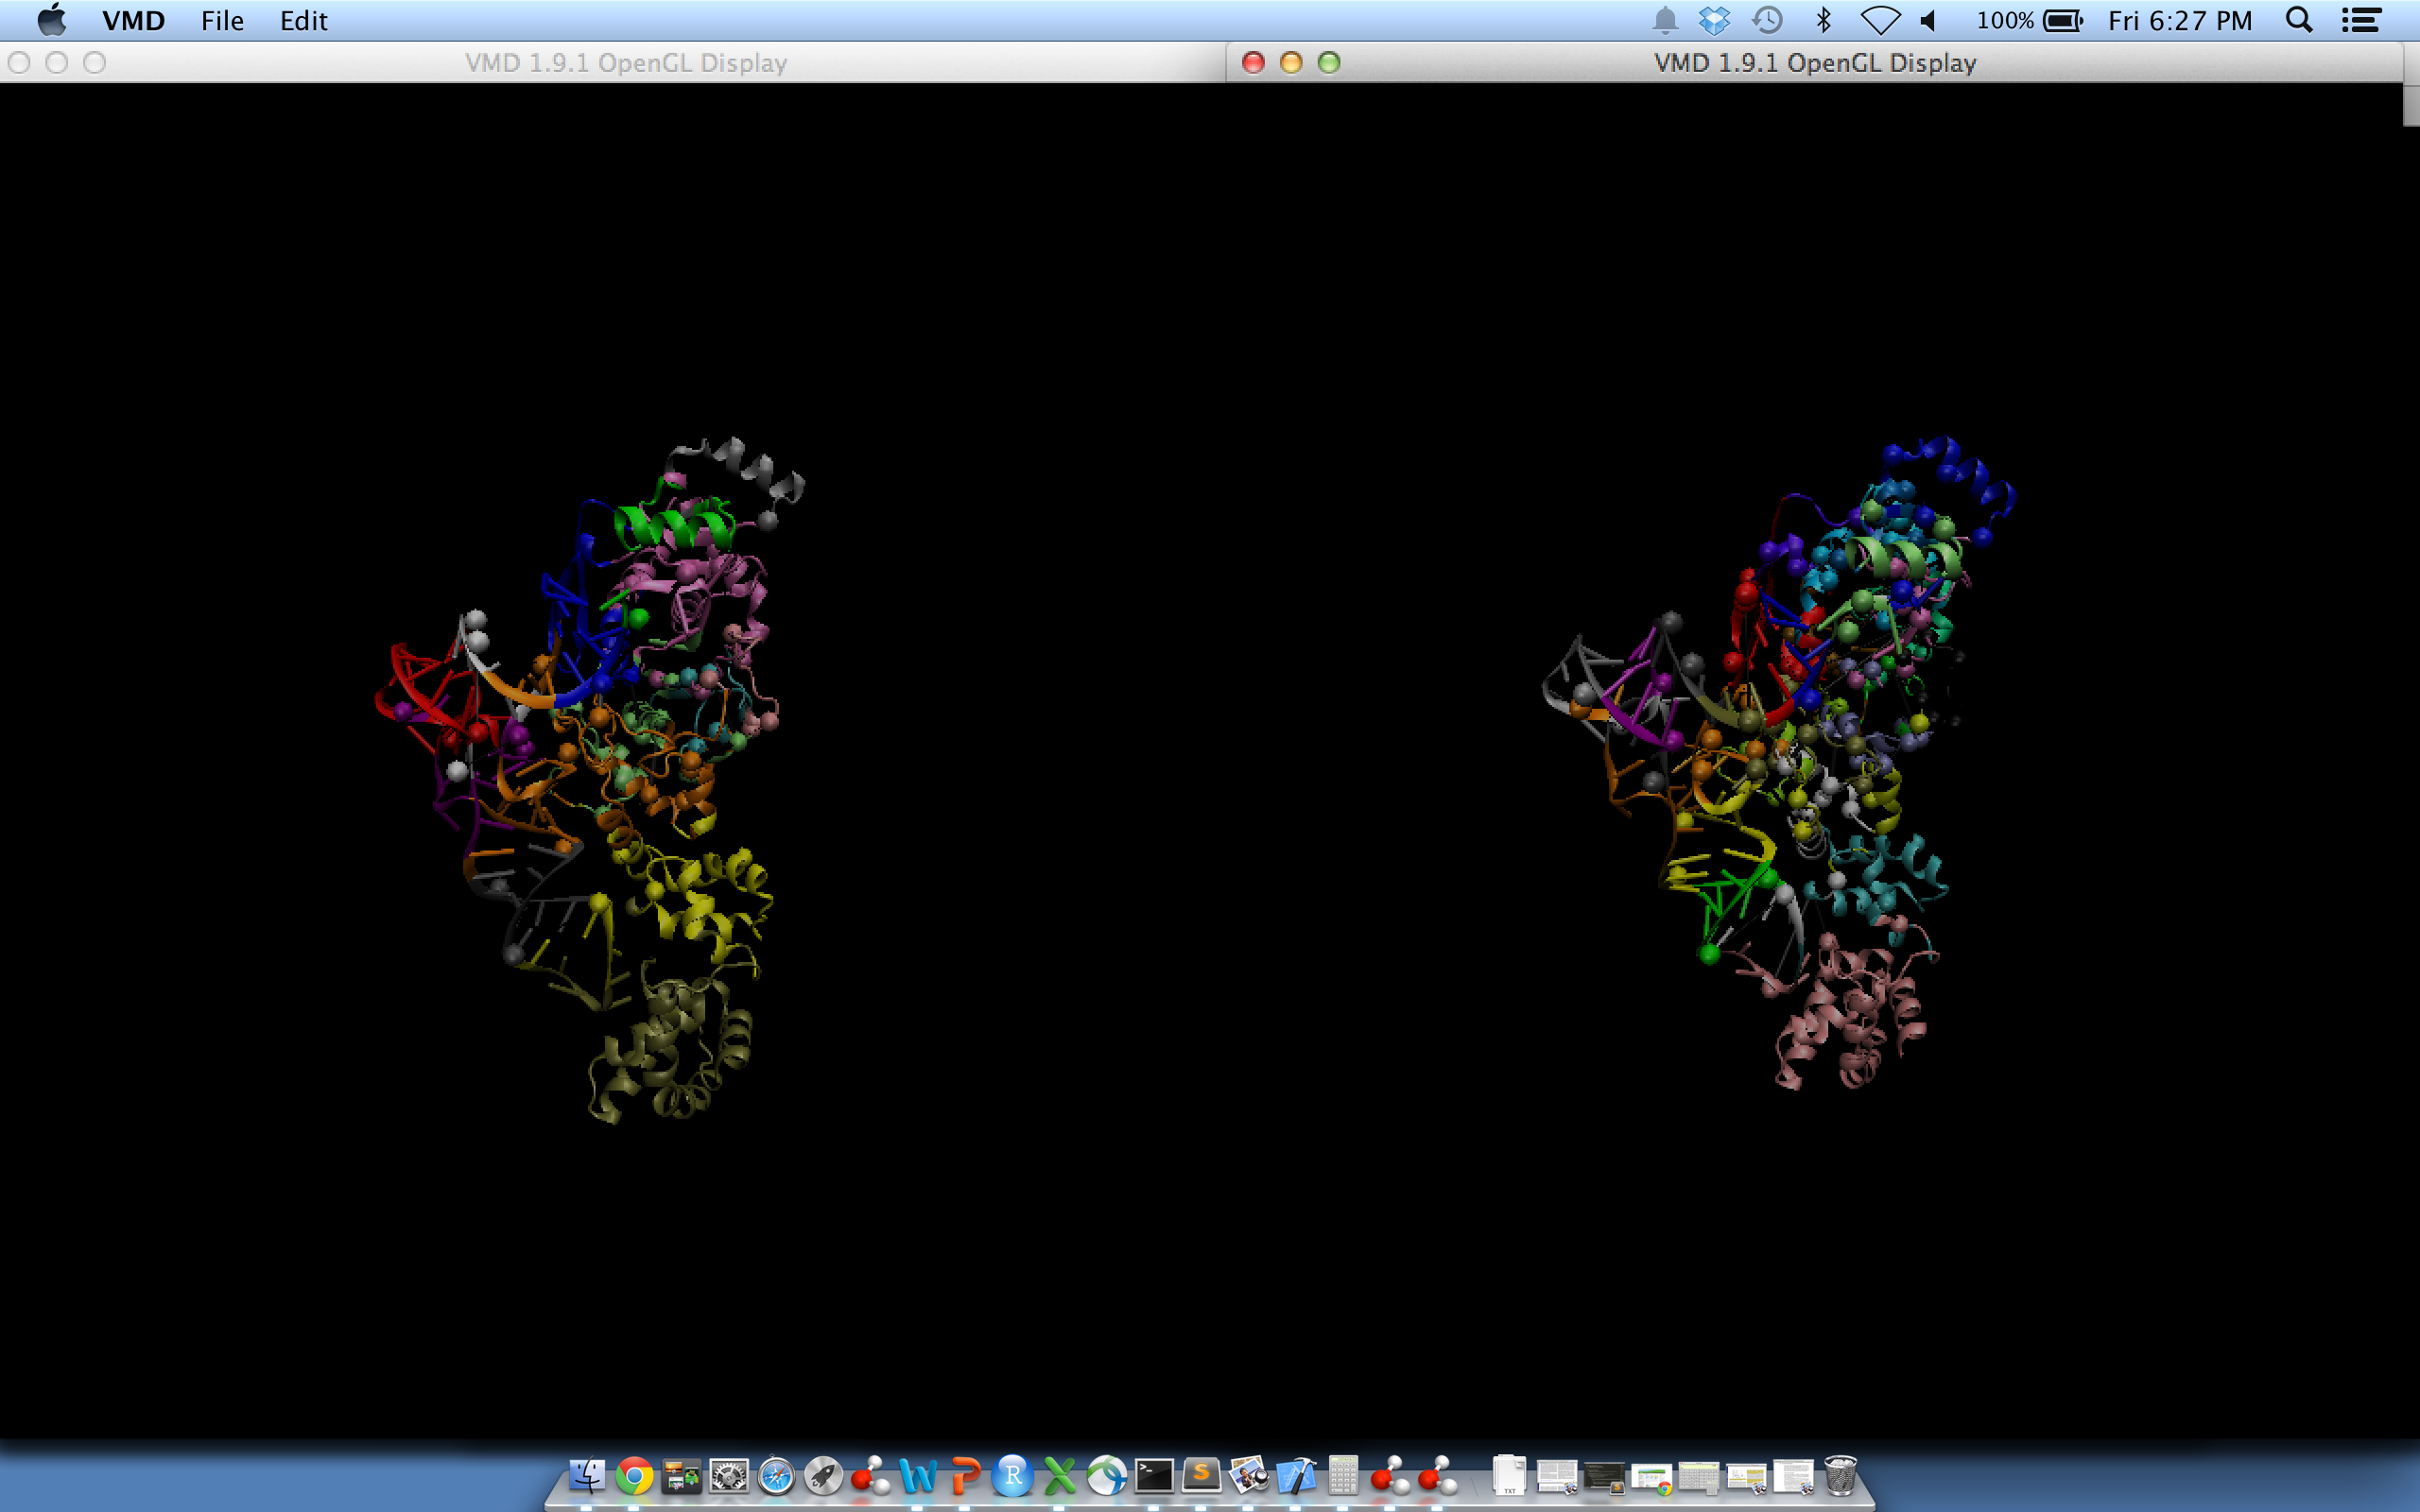 VMD File Edit 100% Fri 6:27 PM
VMD 1.9.1 OpenGL Display
VMD 1.9.1 OpenGL Display
W P R X S
TXT